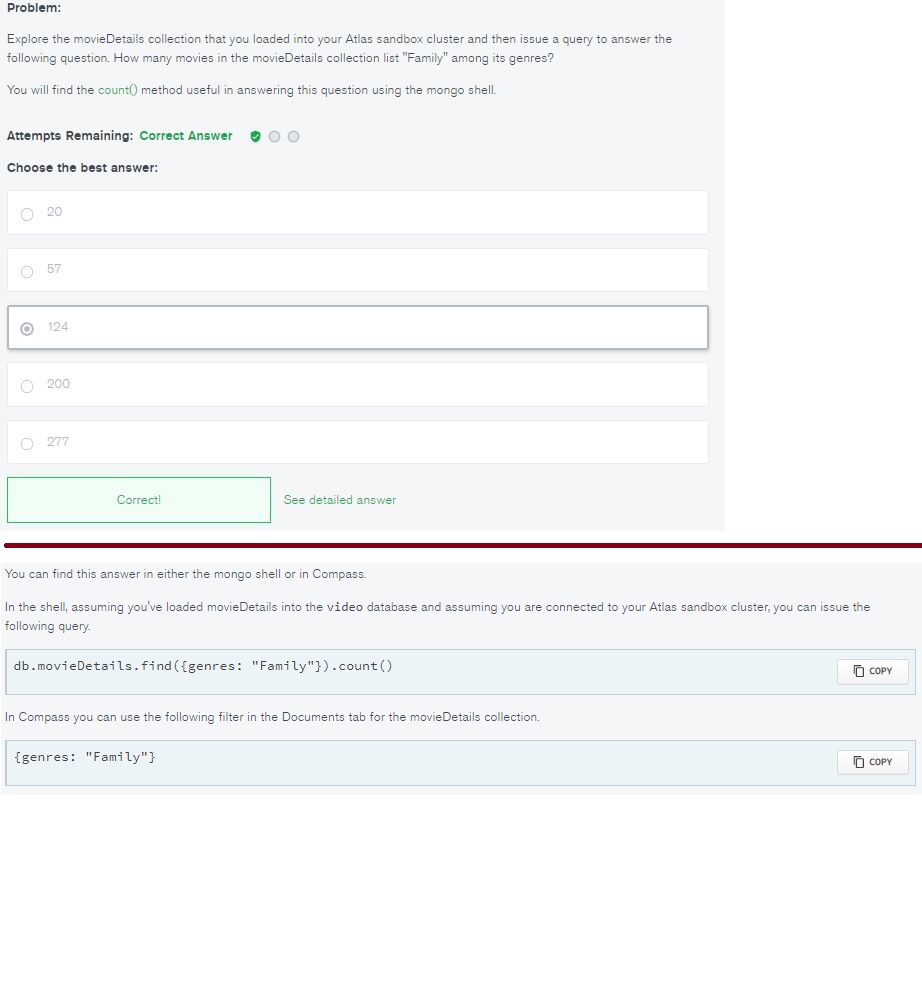 Problem:
Explore the movieDetails collection that you loaded into your Atlas sandbox cluster and then issue a query to answer the
following question. How many movies in the movieDetails collection list "Family" among its genres?
You will find the count() method useful in answering this question using the mongo shell.
Attempts Remaining: Correct Answer
Choose the best answer:
20
57
124
200
277
Correct! See detailed answer
You can find this answer in either the mongo shell or in Compass.
In the shell, assuming you've loaded movieDetails into the video database and assuming you are connected to your Atlas sandbox cluster, you can issue the
following query.
db.movieDetails.find({genres: "Family"}).count() COPY
In Compass you can use the following filter in the Documents tab for the movieDetails collection.
{genres: "Family"} COPY